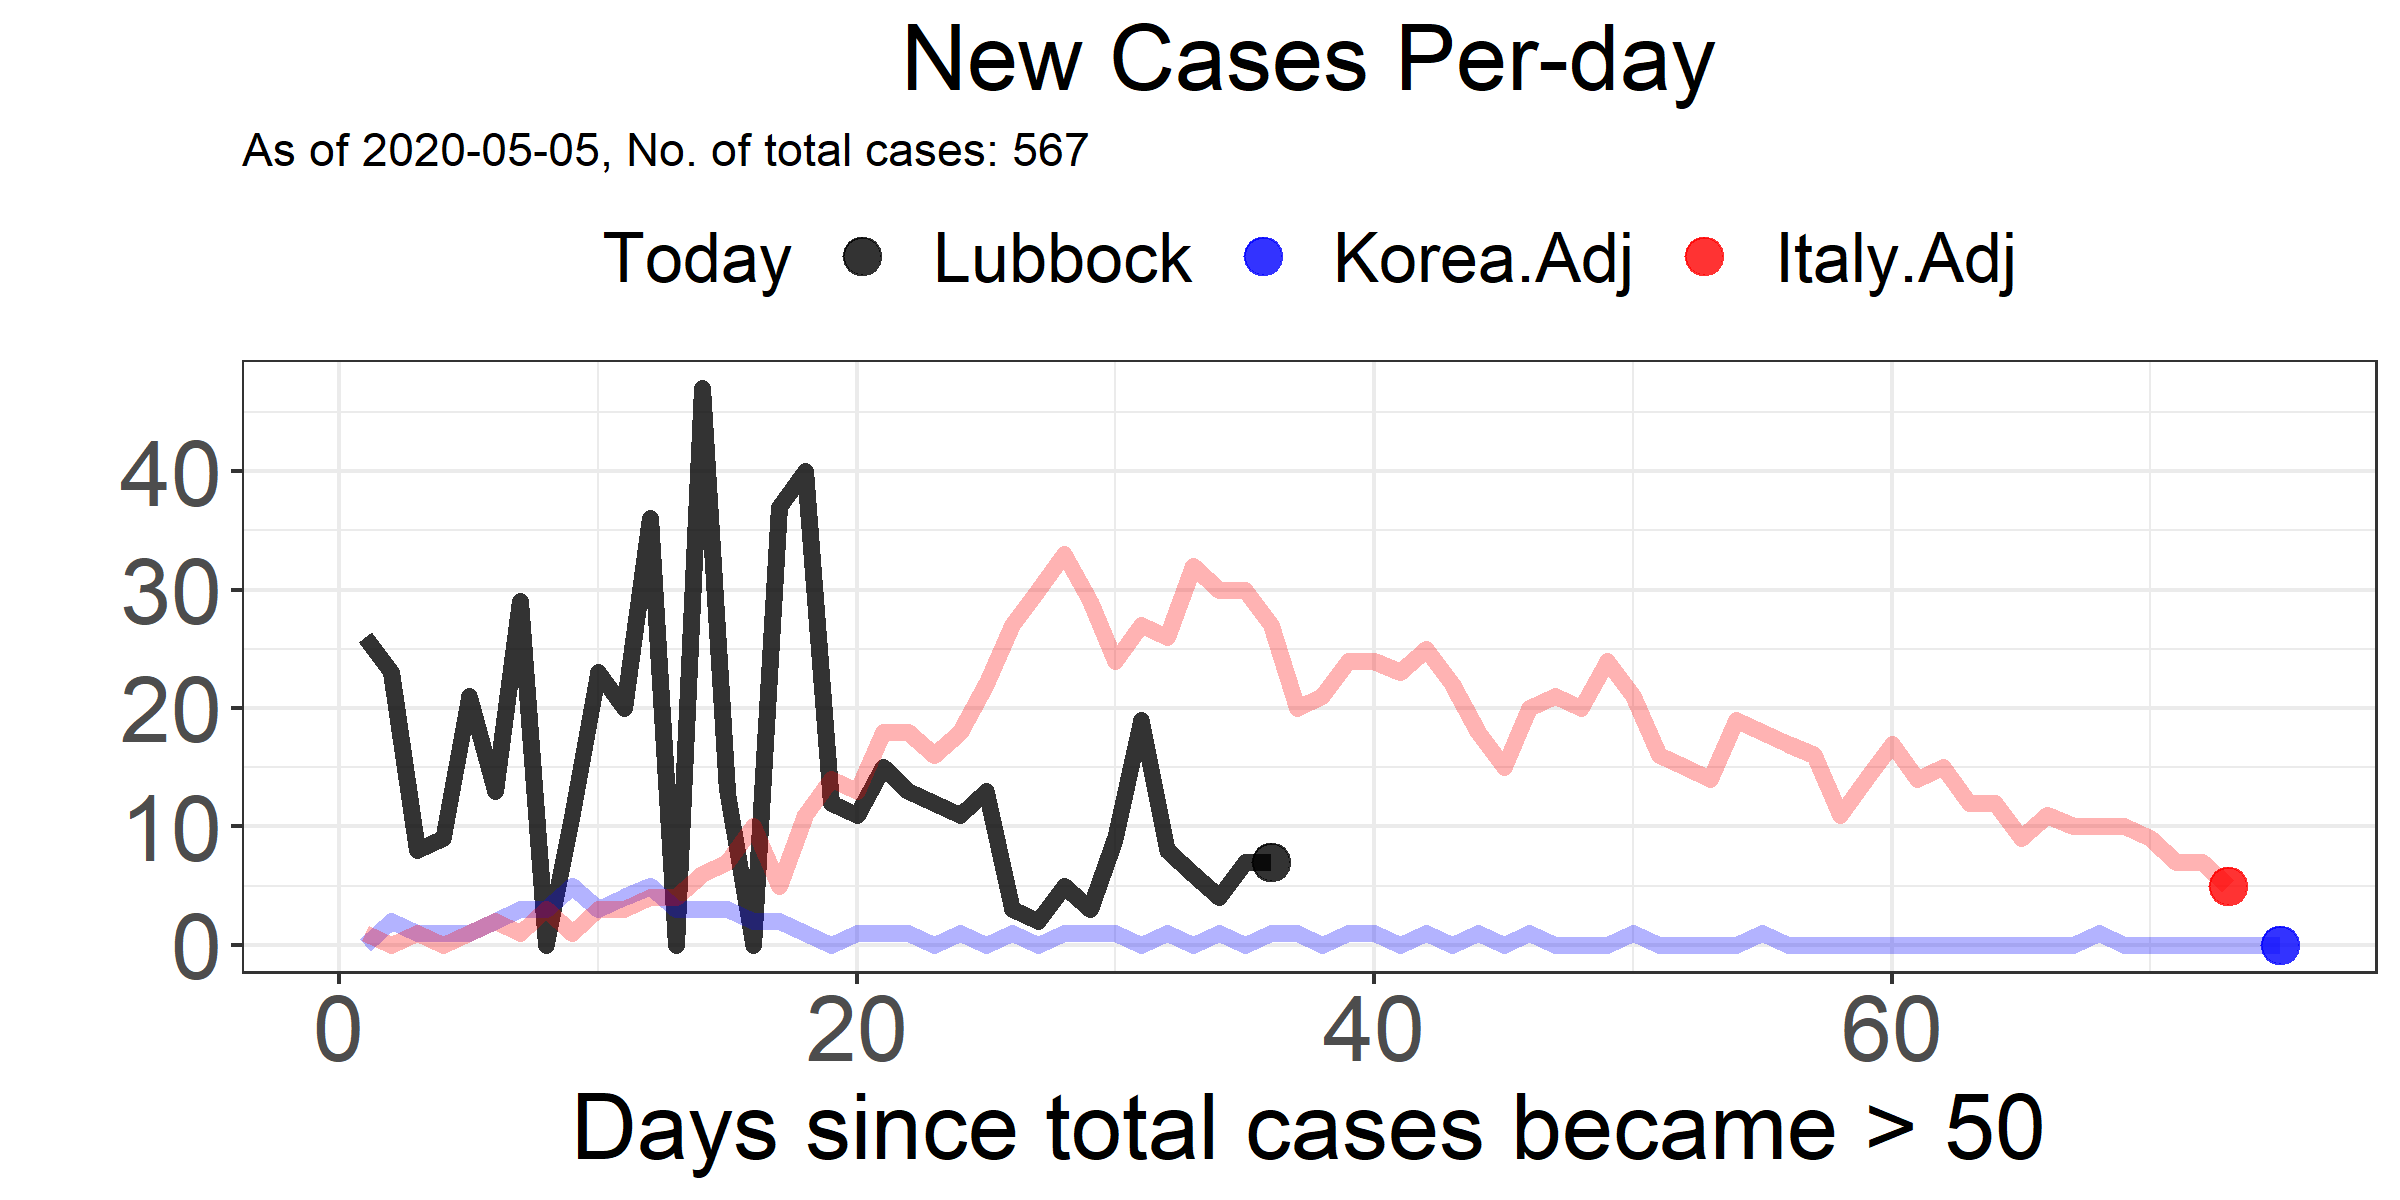 New Cases Per-day
As of 2020-05-05, No. of total cases: 567
Today Lubbock Korea.Adj Italy.Adj
40
30
20
10
0
0 20 40 60
Days since total cases became > 50